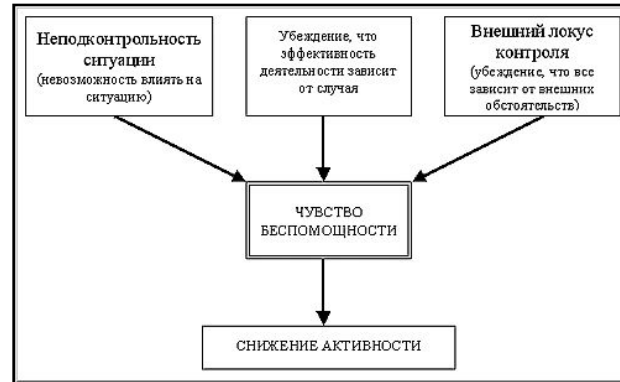 Неподконтрольность
ситуации
(невозможность влиять на
ситуацию)
Убеждение, что
эффективность
деятельности зависит
от случая
Внешний локус
контроля
(убеждение, что все
зависит от внешних
обстоятельств)
ЧУВСТВО
БЕСПОМОЩНОСТИ
СНИЖЕНИЕ АКТИВНОСТИ